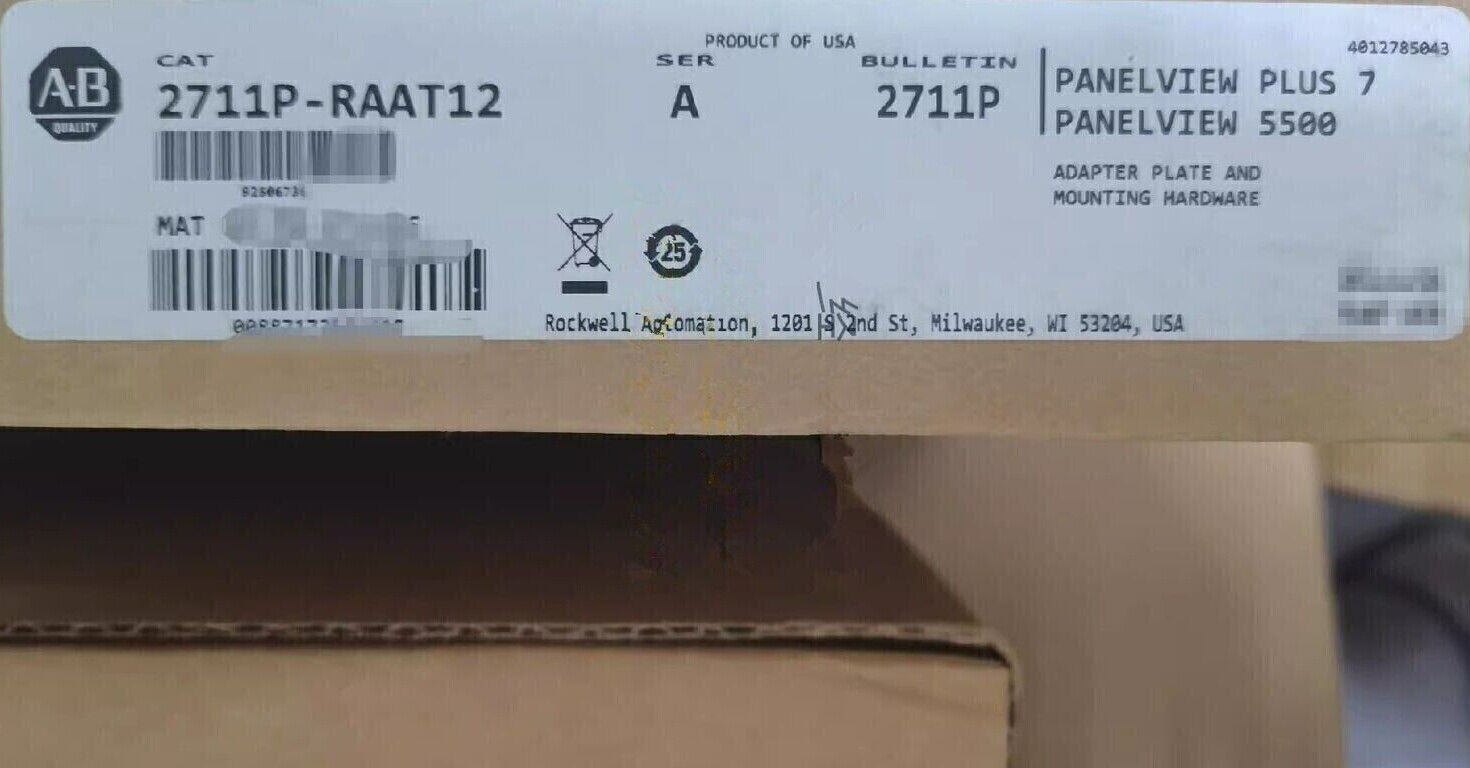 PRODUCT OF USA
4012785043
A-B
QUALITY
CAT
2711P-RAAT12
SER
A
BULLETIN
2711P
PANELVIEW PLUS 7
PANELVIEW 5500
ADAPTER PLATE AND
MOUNTING HARDWARE
MAT
25
Rockwell 1201 S 2nd St, Milwaukee, WI 53204, USA